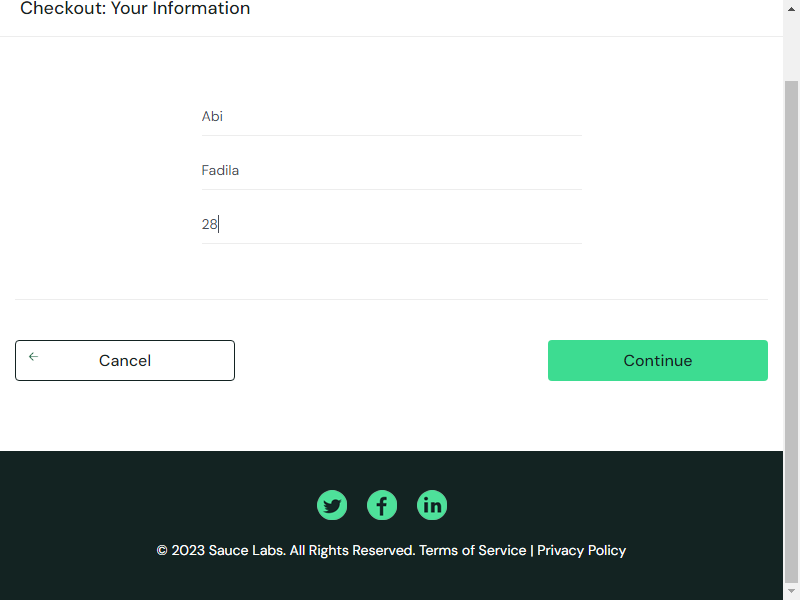 Checkout: Your Information
Abi
Fadila
28
Cancel
Continue
© 2023 Sauce Labs. All Rights Reserved. Terms of Service | Privacy Policy